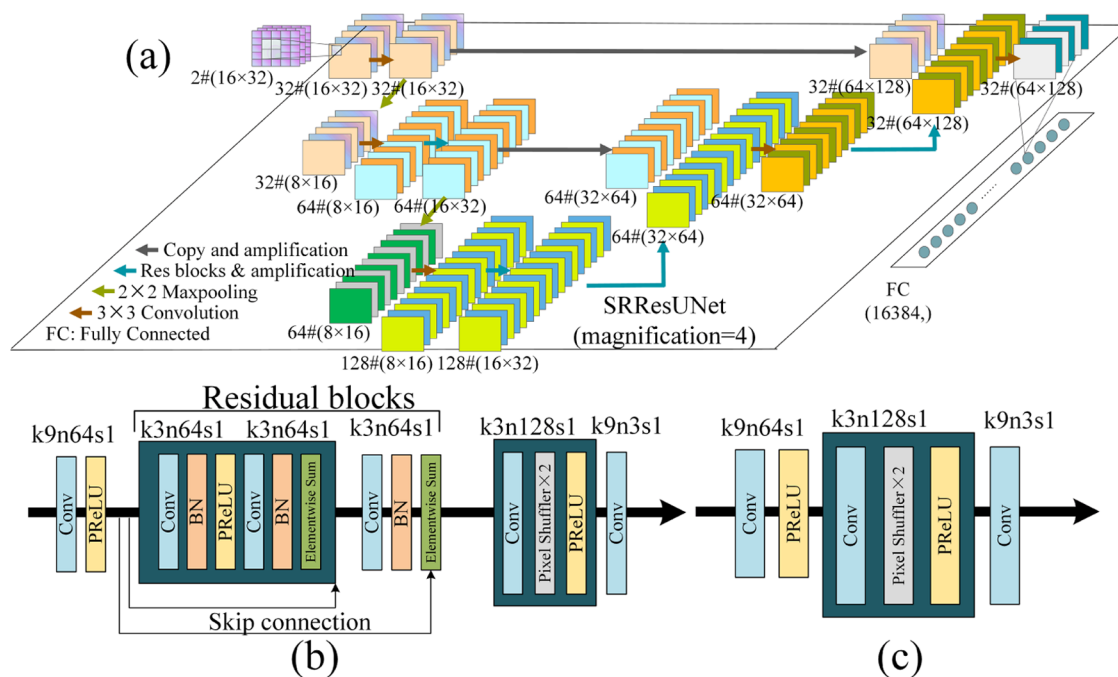 (a)
2#(16×32)
32#(16×32)
32#(16×32)
32#(64×128)
32#(64×128)
32#(64×128)
32#(8×16)
64#(8×16)
64#(16×32)
64#(32×64)
64#(32×64)
64#(32×64)
64#(8×16)
128#(8×16)
128#(16×32)
Copy and amplification
Res blocks & amplification
2×2 Maxpooling
3×3 Convolution
FC: Fully Connected
SRResUNet
(magnification=4)
......
FC
(16384,)
Residual blocks
k9n64s1
k3n64s1
k3n64s1
k3n64s1
k3n128s1
k9n3s1
Conv
PReLU
Conv
BN
PReLU
Conv
BN
Elementwise Sum
Conv
BN
Elementwise Sum
Conv
Pixel Shuffler×2
PReLU
Conv
Skip connection
(b)
k9n64s1
k3n128s1
k9n3s1
Conv
PReLU
Conv
Pixel Shuffler×2
PReLU
Conv
(c)